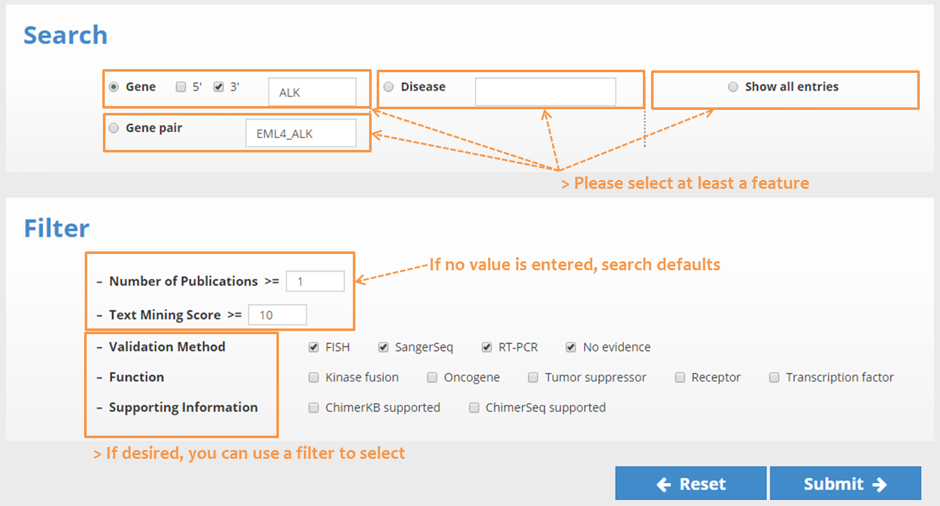 Search
Gene 5' 3' ALK Disease Show all entries
Gene pair EML4_ALK
> Please select at least a feature
Filter
If no value is entered, search defaults
– Number of Publications >= 1
– Text Mining Score >= 10
– Validation Method FISH SangerSeq RT-PCR No evidence
– Function Kinase fusion Oncogene Tumor suppressor Receptor Transcription factor
– Supporting Information ChimerKB supported ChimerSeq supported
> If desired, you can use a filter to select
Reset Submit